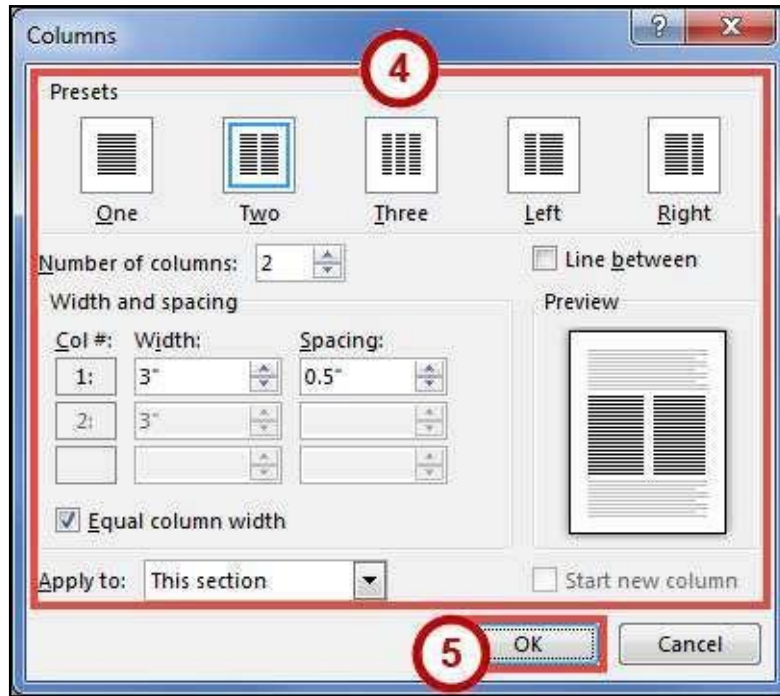 Columns
?
X
4
Presets
One Two Three Left Right
Number of columns: 2
Line between
Width and spacing
Preview
Col #: Width: Spacing:
1: 3" 0.5"
2: 3"
Equal column width
Apply to: This section
Start new column
5
OK
Cancel